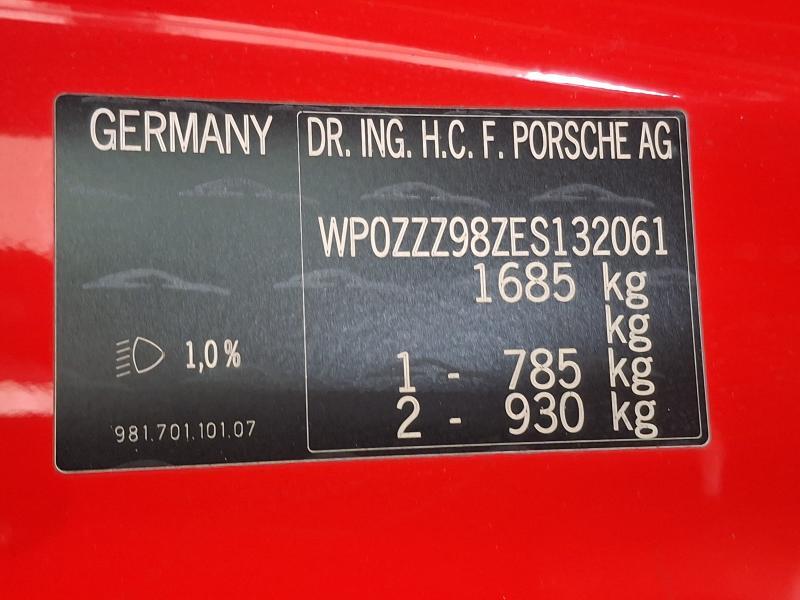 GERMANY
DR. ING. H.C. F. PORSCHE AG
WP0ZZZ98ZES132061
1685 kg
kg
1 - 785 kg
2 - 930 kg
1,0%
981.701.101.07